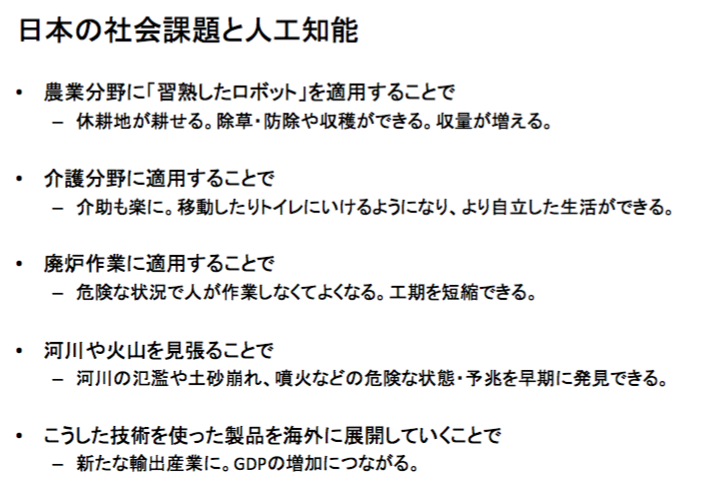 日本の社会課題と人工知能
• 農業分野に「習熟したロボット」を適用することで
– 休耕地が耕せる。除草・防除や収穫ができる。収量が増える。
• 介護分野に適用することで
– 介助も楽に。移動したりトイレにいけるようになり、より自立した生活ができる。
• 廃炉作業に適用することで
– 危険な状況で人が作業しなくてよくなる。工期を短縮できる。
• 河川や火山を見張ることで
– 河川の氾濫や土砂崩れ、噴火などの危険な状態・予兆を早期に発見できる。
• こうした技術を使った製品を海外に展開していくことで
– 新たな輸出産業に。GDPの増加につながる。